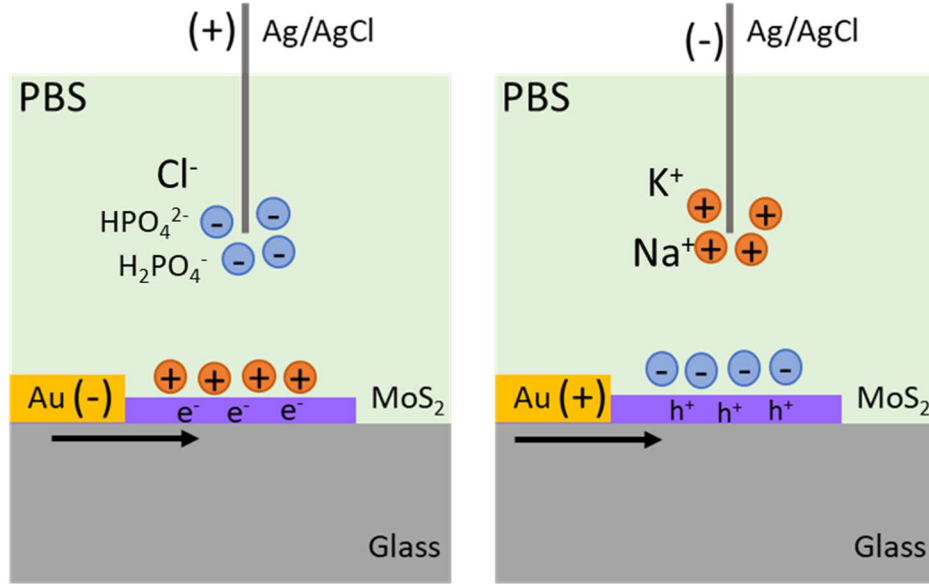 (+) Ag/AgCl
PBS
Cl⁻
HPO₄²⁻
H₂PO₄⁻
- - - -
+ + + +
Au (-)
e⁻ e⁻ e⁻
MoS₂
Glass
(-) Ag/AgCl
PBS
K⁺
Na⁺
+ + + +
- - - -
Au (+)
h⁺ h⁺ h⁺
MoS₂
Glass